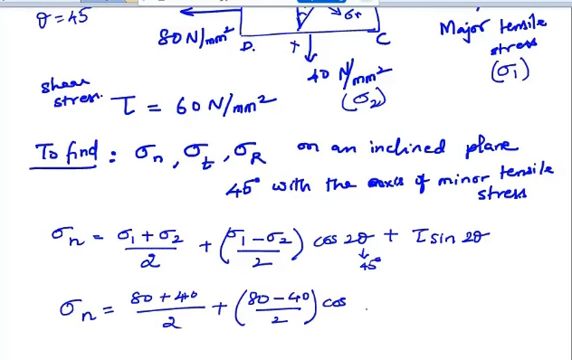 θ=45
σr
80 N/mm²
D.
C
Major tensile
stress
(σ1)
40 N/mm²
(σ2)
shear
stress. τ = 60 N/mm²
To find : σn, σt, σR on an inclined plane
45° with the axis of minor tensile
stress
σn = σ1 + σ2 / 2 + (σ1 - σ2 / 2) cos 2θ + τ sin 2θ
45°
σn = 80 + 40 / 2 + (80 - 40 / 2) cos